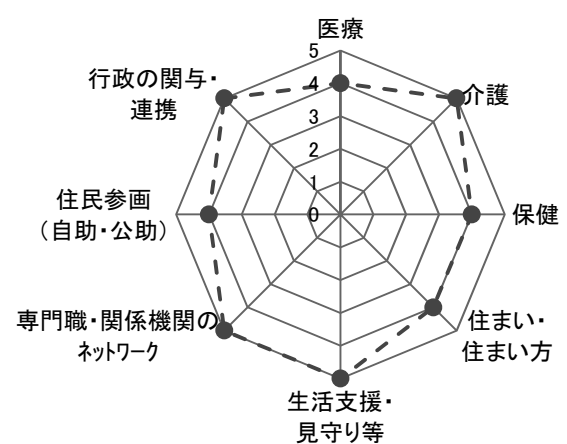 医療
5
4
3
2
1
0
介護
保健
住まい・
住まい方
生活支援・
見守り等
専門職・関係機関の
ネットワーク
住民参画
（自助・公助）
行政の関与・
連携